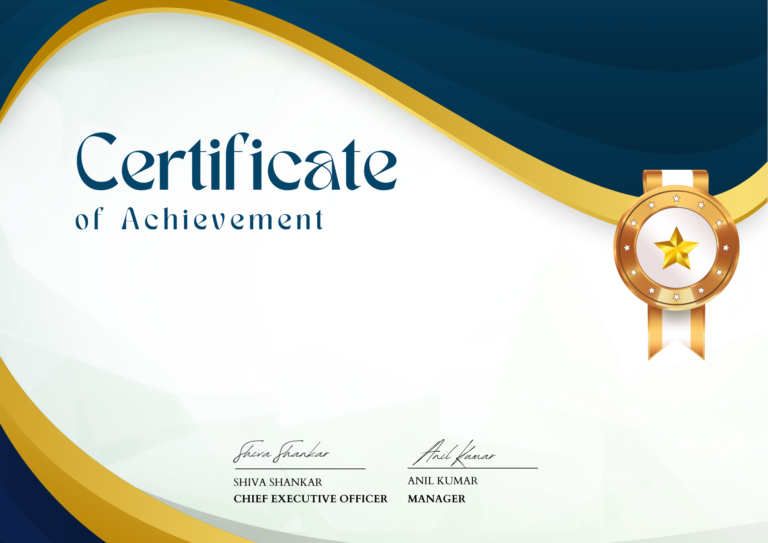 Certificate
of Achievement
Shiva Shankar
Anil Kumar
SHIVA SHANKAR
ANIL KUMAR
CHIEF EXECUTIVE OFFICER
MANAGER